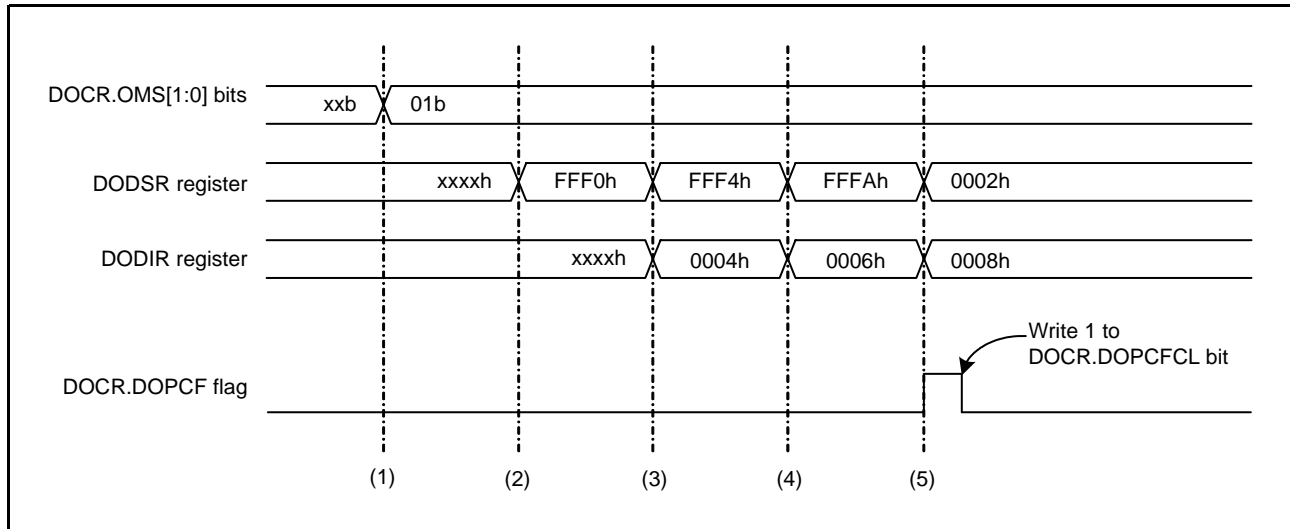 DOCR.OMS[1:0] bits
xxb
01b
DODSR register
xxxxh
FFF0h
FFF4h
FFFAh
0002h
DODIR register
xxxxh
0004h
0006h
0008h
Write 1 to
DOCR.DOPCFCL bit
DOCR.DOPCF flag
(1)
(2)
(3)
(4)
(5)